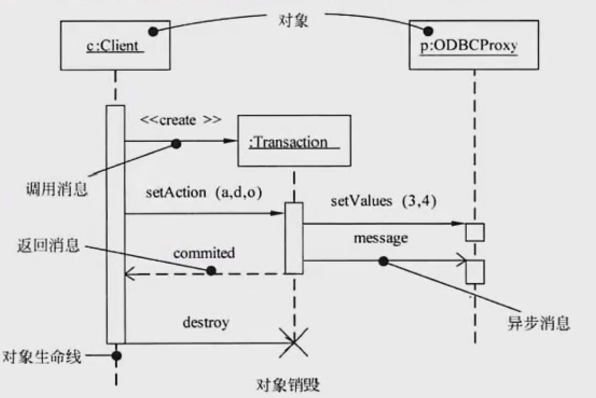 对象
c:Client
p:ODBCProxy
<<create >>
:Transaction
调用消息
setAction (a,d,o)
setValues (3,4)
返回消息
commited
message
异步消息
destroy
对象生命线
对象销毁